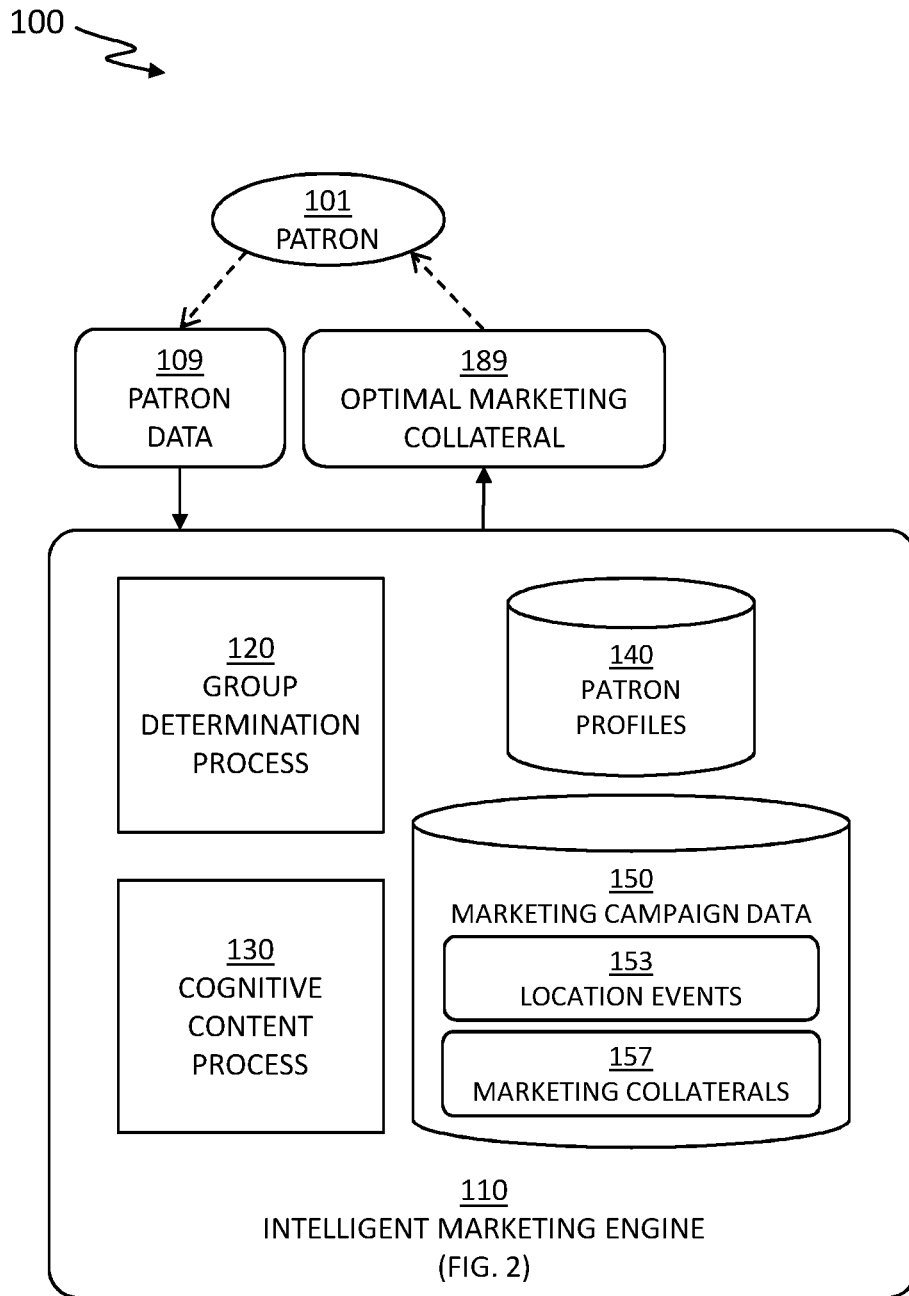 100
101
PATRON
109
PATRON
DATA
189
OPTIMAL MARKETING
COLLATERAL
120
GROUP
DETERMINATION
PROCESS
140
PATRON
PROFILES
130
COGNITIVE
CONTENT
PROCESS
150
MARKETING CAMPAIGN DATA
153
LOCATION EVENTS
157
MARKETING COLLATERALS
110
INTELLIGENT MARKETING ENGINE
(FIG. 2)